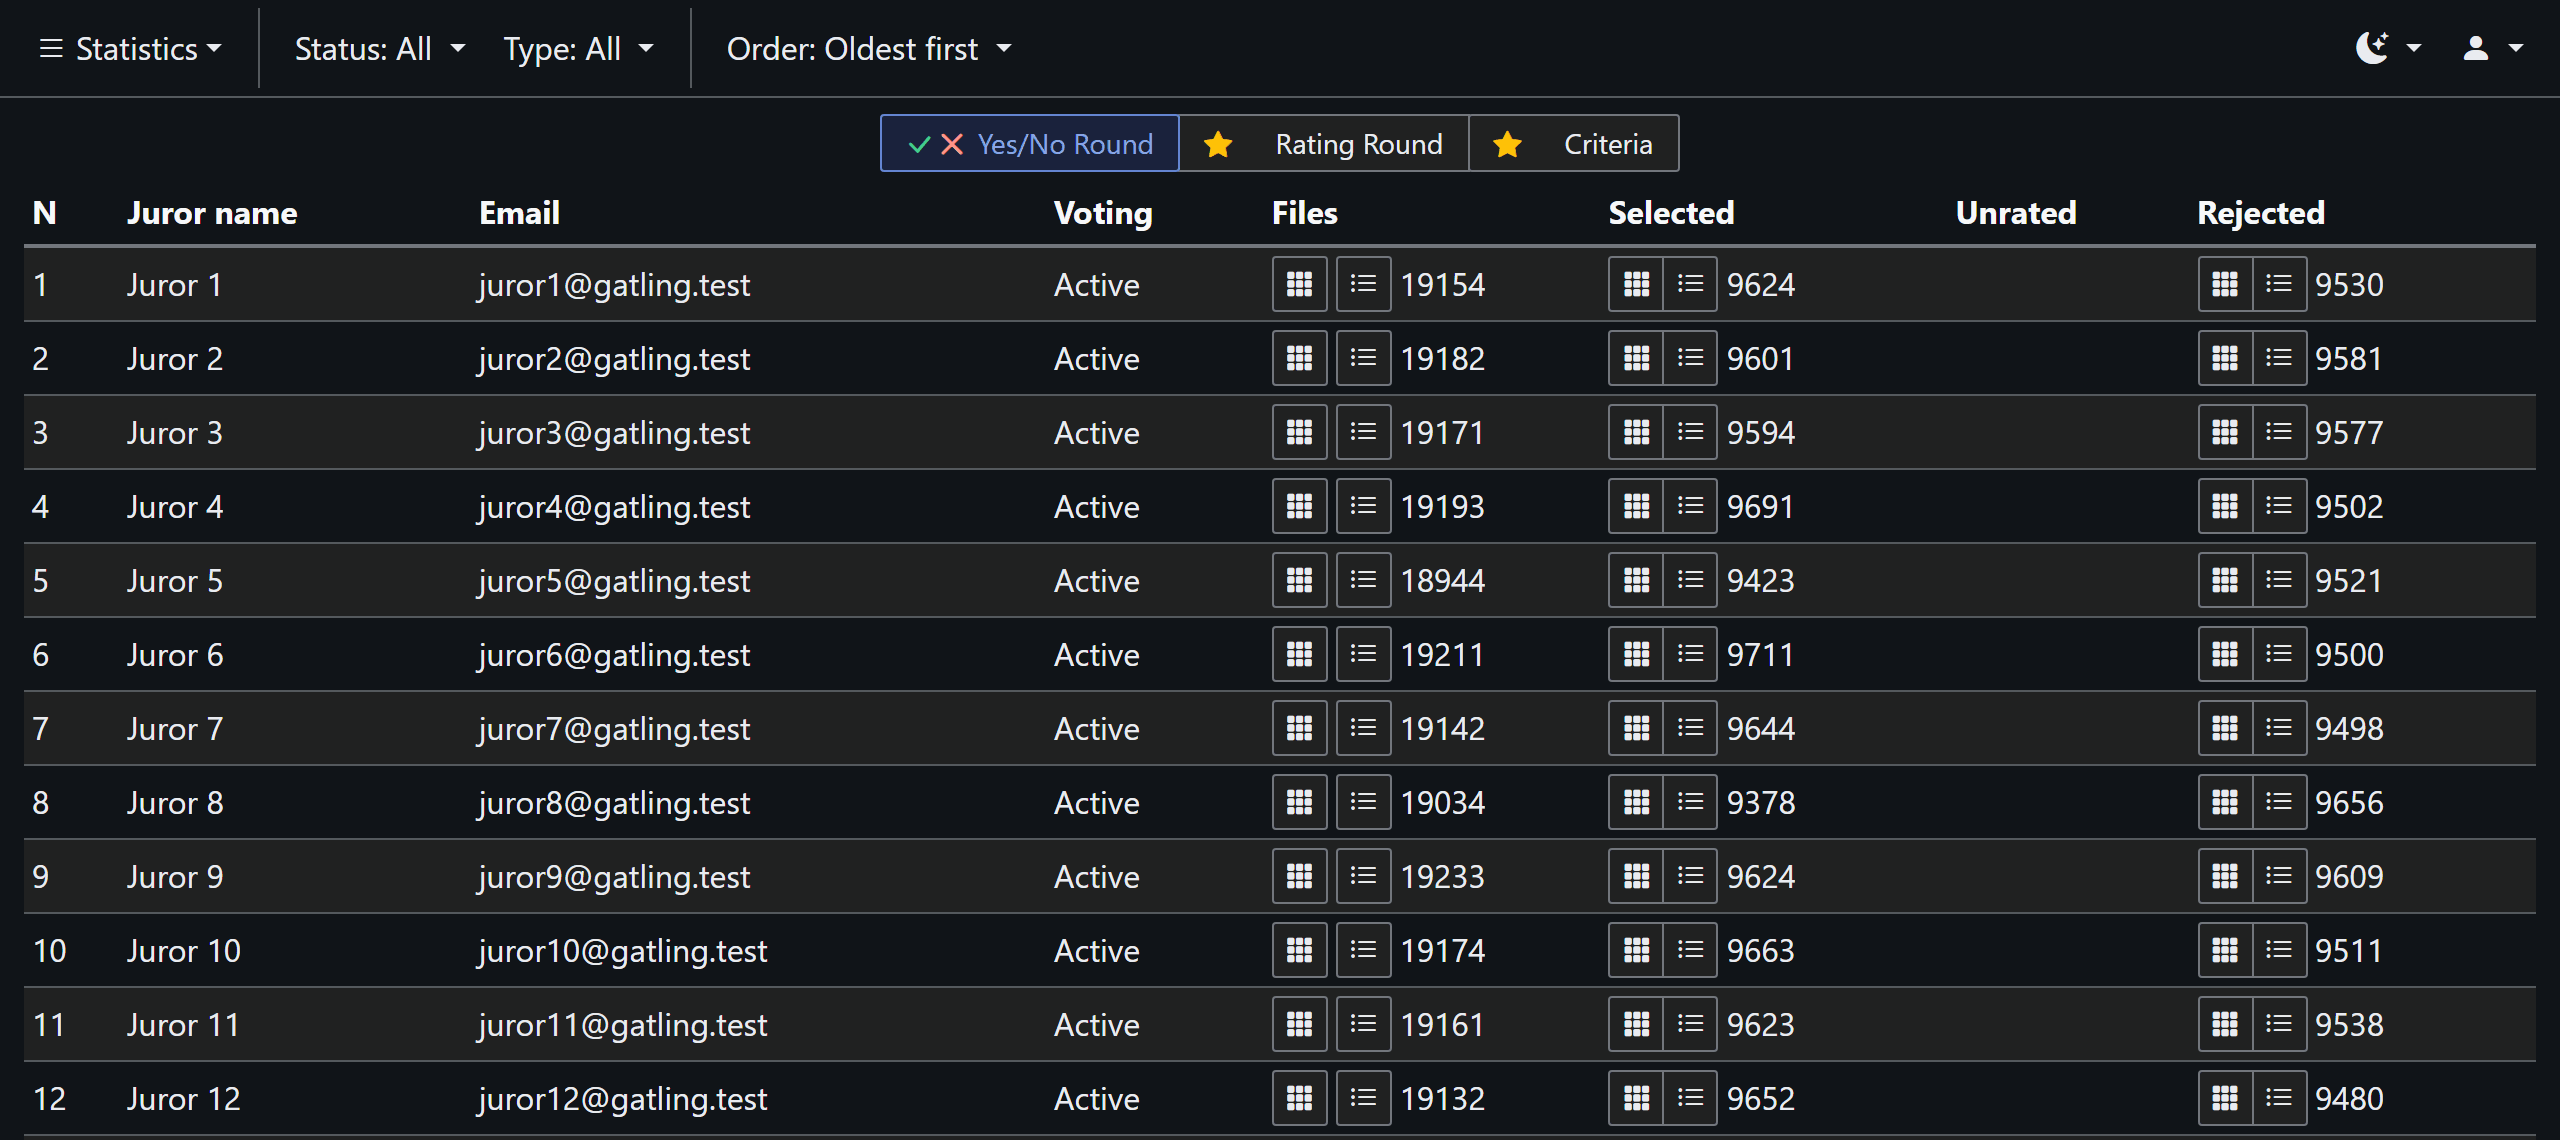 Statistics Status: All Type: All Order: Oldest first
Yes/No Round Rating Round Criteria
N Juror name Email Voting Files Selected Unrated Rejected
1 Juror 1 juror1@gatling.test Active 19154 9624 9530
2 Juror 2 juror2@gatling.test Active 19182 9601 9581
3 Juror 3 juror3@gatling.test Active 19171 9594 9577
4 Juror 4 juror4@gatling.test Active 19193 9691 9502
5 Juror 5 juror5@gatling.test Active 18944 9423 9521
6 Juror 6 juror6@gatling.test Active 19211 9711 9500
7 Juror 7 juror7@gatling.test Active 19142 9644 9498
8 Juror 8 juror8@gatling.test Active 19034 9378 9656
9 Juror 9 juror9@gatling.test Active 19233 9624 9609
10 Juror 10 juror10@gatling.test Active 19174 9663 9511
11 Juror 11 juror11@gatling.test Active 19161 9623 9538
12 Juror 12 juror12@gatling.test Active 19132 9652 9480